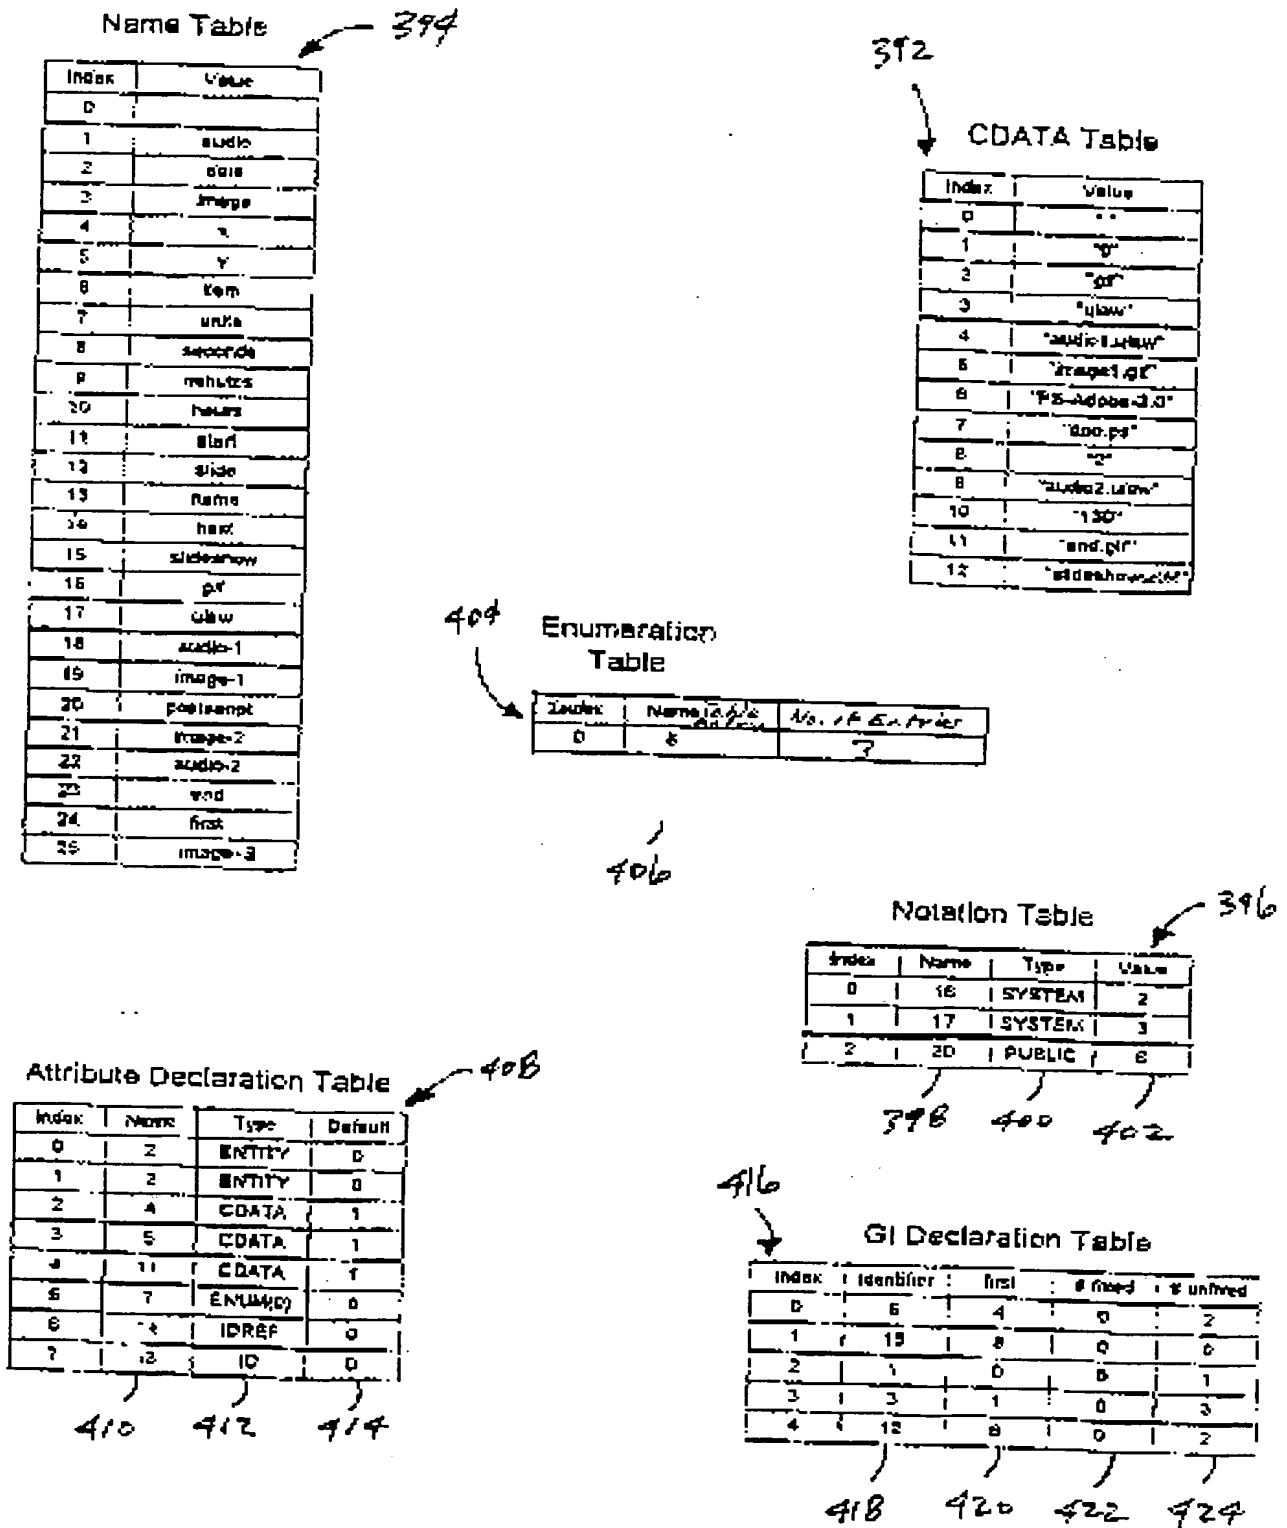 Name Table
394
Index Value
0
1 audio
2 data
3 image
4 x
5 y
6 item
7 units
8 seconds
9 minutes
10 hours
11 start
12 slide
13 name
14 next
15 slideshow
16 gif
17 ulaw
18 audio-1
19 image-1
20 postscript
21 image-2
22 audio-2
23 end
24 first
25 image-3
392
CDATA Table
Index Value
0 ""
1 "0"
2 "gif"
3 "ulaw"
4 "audio1.ulaw"
5 "image1.gif"
6 "PS-Adobe-3.0"
7 "doc.ps"
8 "2"
9 "audio2.ulaw"
10
11 "end.gif"
12
404
Enumeration
Table
Index Name Table No. of Entries
0
406
Notation Table
396
Index Name Type Value
0 16 SYSTEM 2
1 17 SYSTEM 3
2 20 PUBLIC 6
398 400 402
Attribute Declaration Table
408
Index Name Type Default
0 2 ENTITY 0
1 2 ENTITY 0
2 4 CDATA 1
3 5 CDATA 1
4 11 CDATA 1
5 7 ENUM(0) 0
6 IDREF 0
7 13 ID 0
410 412 414
416
GI Declaration Table
Index Identifier first # fixed # unfixed
0 6 4 0 2
1 15 0 0
2 1 0 0 1
3 3 1 0 3
4 12 6 0 2
418 420 422 424